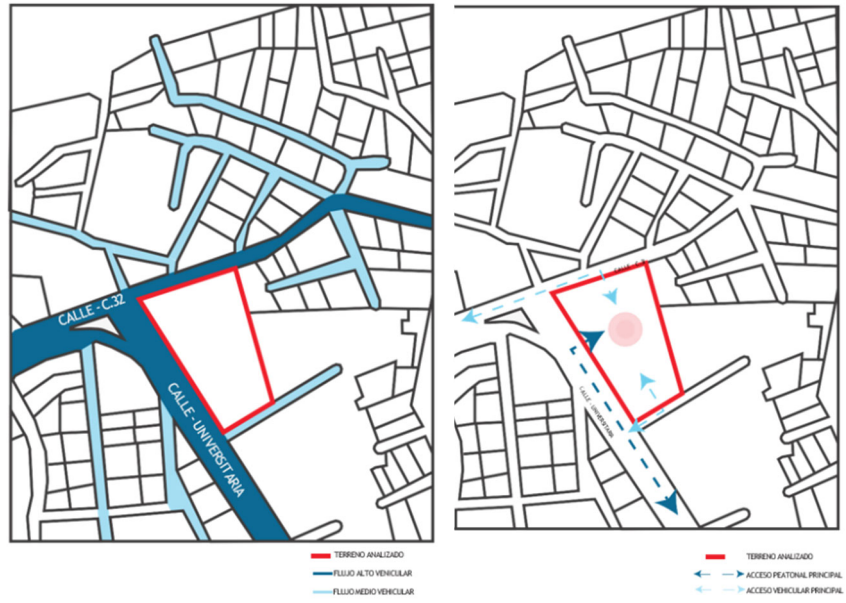 CALLE - C.32
CALLE - UNIVERSITARIA
TERRENO ANALIZADO
FLUJO ALTO VEHICULAR
FLUJO MEDIO VEHICULAR
CALLE - UNIVERSITARIA
TERRENO ANALIZADO
ACCESO PEATONAL PRINCIPAL
ACCESO VEHICULAR PRINCIPAL